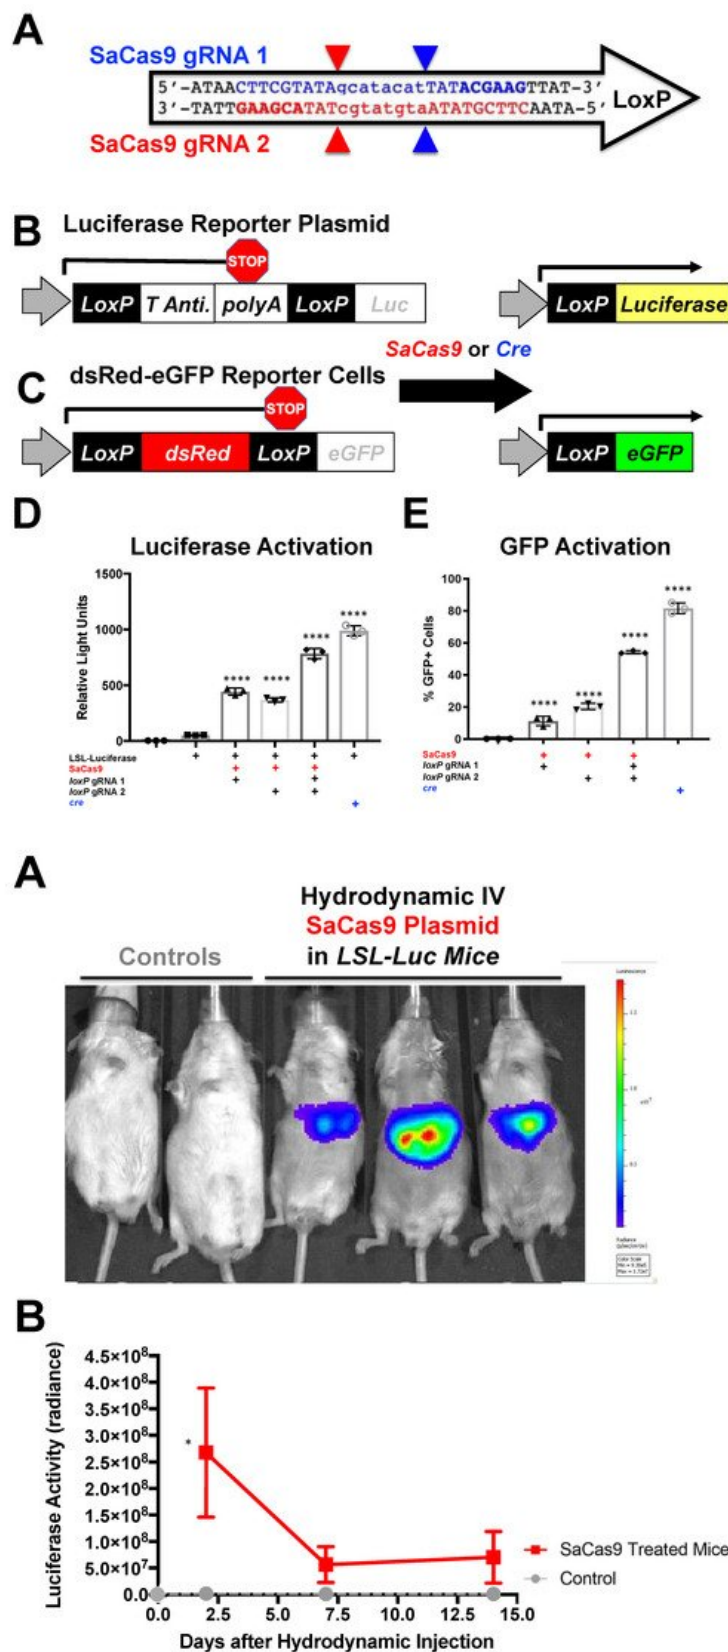 A
SaCas9 gRNA 1
5'-ATAACTTCGTATAgcatacatTATACGAAGTTAT-3'
3'-TATTGAAGCATATcgtatgtaATATGCTTCAATA-5'
LoxP
SaCas9 gRNA 2
B
Luciferase Reporter Plasmid
STOP
LoxP T Anti. polyA LoxP Luc
LoxP Luciferase
SaCas9 or Cre
C
dsRed-eGFP Reporter Cells
STOP
LoxP dsRed LoxP eGFP
LoxP eGFP
D
Luciferase Activation
Relative Light Units
1500
1000
500
0
**** **** **** ****
LSL-Luciferase + + + + +
SaCas9 + + +
loxP gRNA 1 + +
loxP gRNA 2 + +
cre +
E
GFP Activation
% GFP+ Cells
100
80
60
40
20
0
**** **** **** ****
SaCas9 + + +
loxP gRNA 1 + +
loxP gRNA 2 + +
cre +
A
Hydrodynamic IV
SaCas9 Plasmid
in LSL-Luc Mice
Controls
Luminescence
Radiance
Color Scale
B
Luciferase Activity (radiance)
4.5×10⁸
4.0×10⁸
3.5×10⁸
3.0×10⁸
2.5×10⁸
2.0×10⁸
1.5×10⁸
1.0×10⁸
5.0×10⁷
0.0
*
0.0 2.5 5.0 7.5 10.0 12.5 15.0
Days after Hydrodynamic Injection
SaCas9 Treated Mice
Control